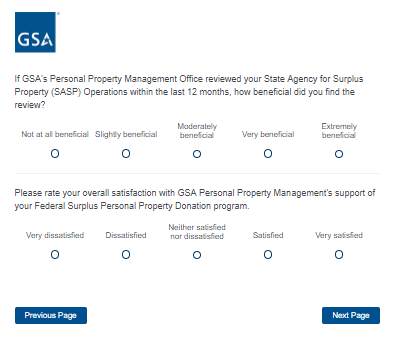 GSA
If GSA's Personal Property Management Office reviewed your State Agency for Surplus
Property (SASP) Operations within the last 12 months, how beneficial did you find the
review?
Not at all beneficial Slightly beneficial Moderately beneficial Very beneficial Extremely beneficial
Please rate your overall satisfaction with GSA Personal Property Management's support of
your Federal Surplus Personal Property Donation program.
Very dissatisfied Dissatisfied Neither satisfied nor dissatisfied Satisfied Very satisfied
Previous Page Next Page